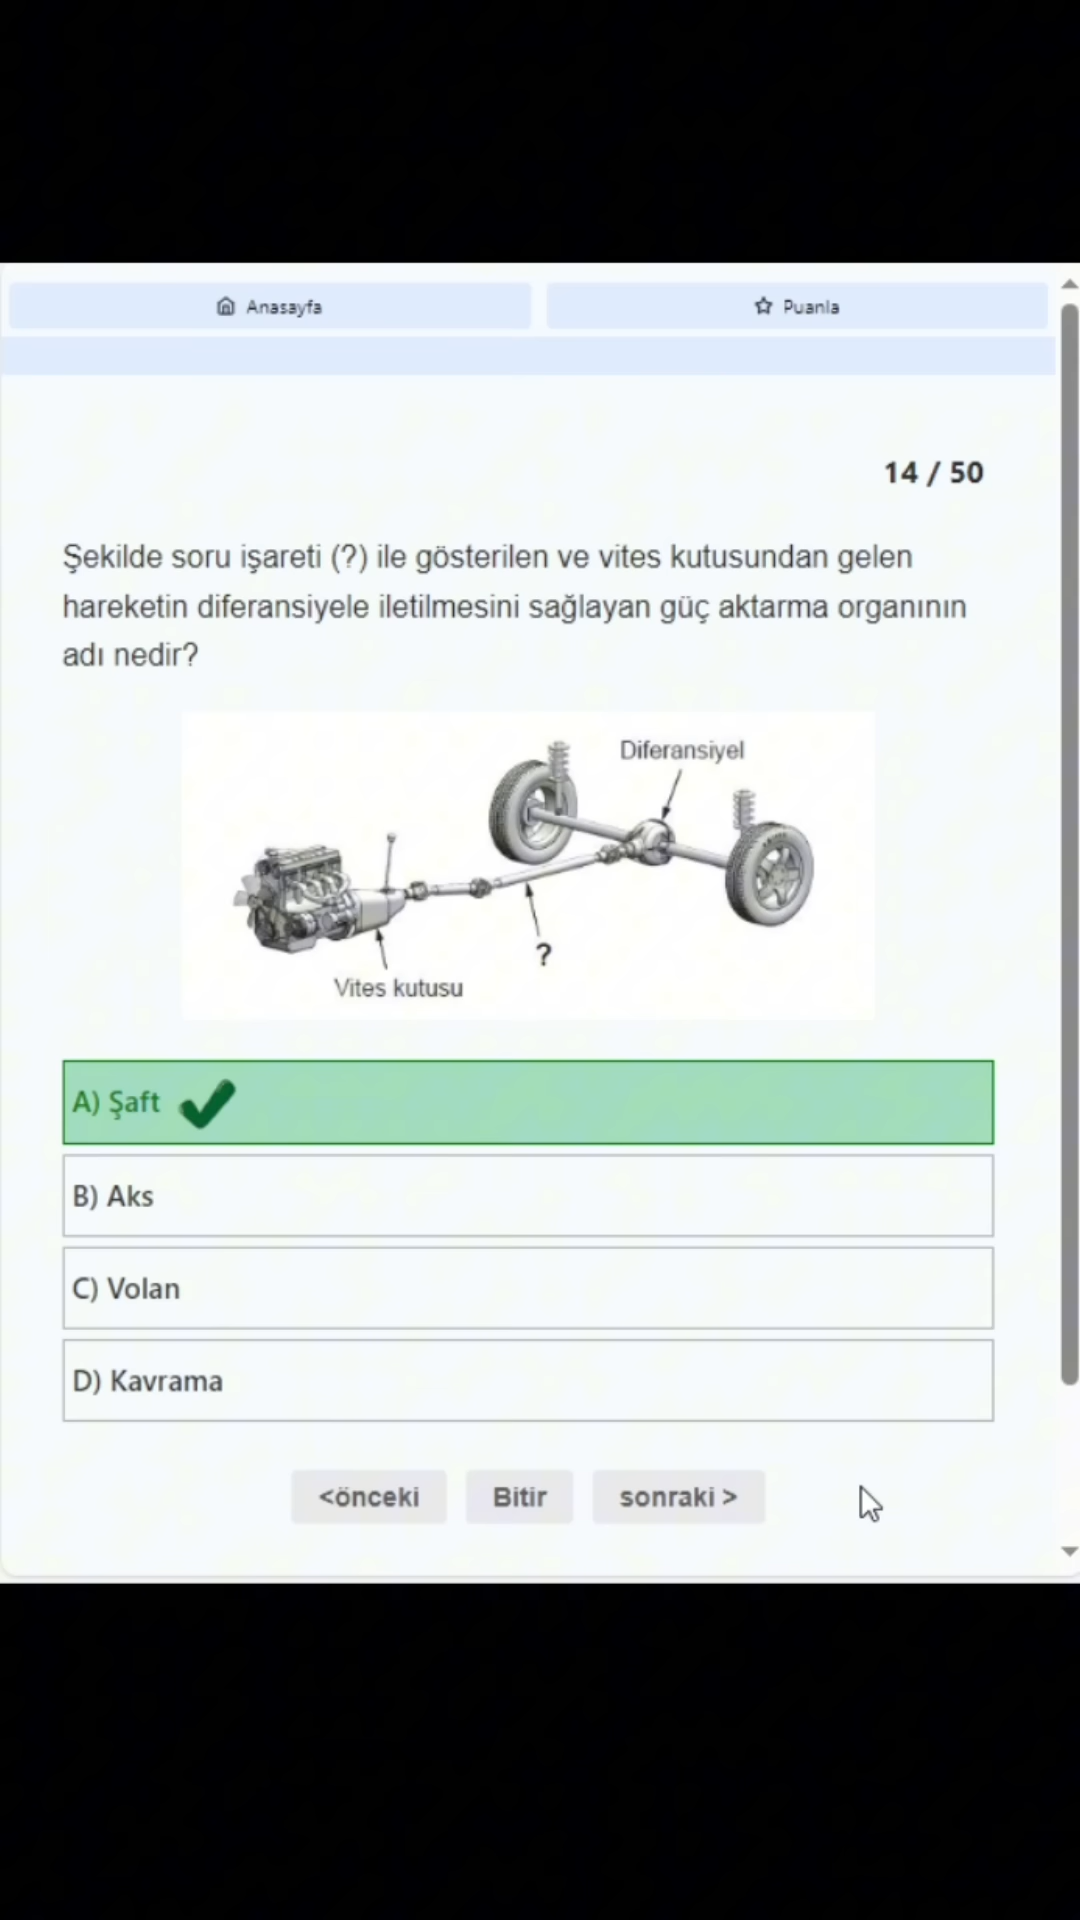 Anasayfa
Puanla
14 / 50
Şekilde soru işareti (?) ile gösterilen ve vites kutusundan gelen
hareketin diferansiyele iletilmesini sağlayan güç aktarma organının
adı nedir?
Diferansiyel
?
Vites kutusu
A) Şaft
B) Aks
C) Volan
D) Kavrama
<önceki
Bitir
sonraki >